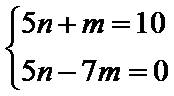 5n + m = 10
5n − 7m = 0